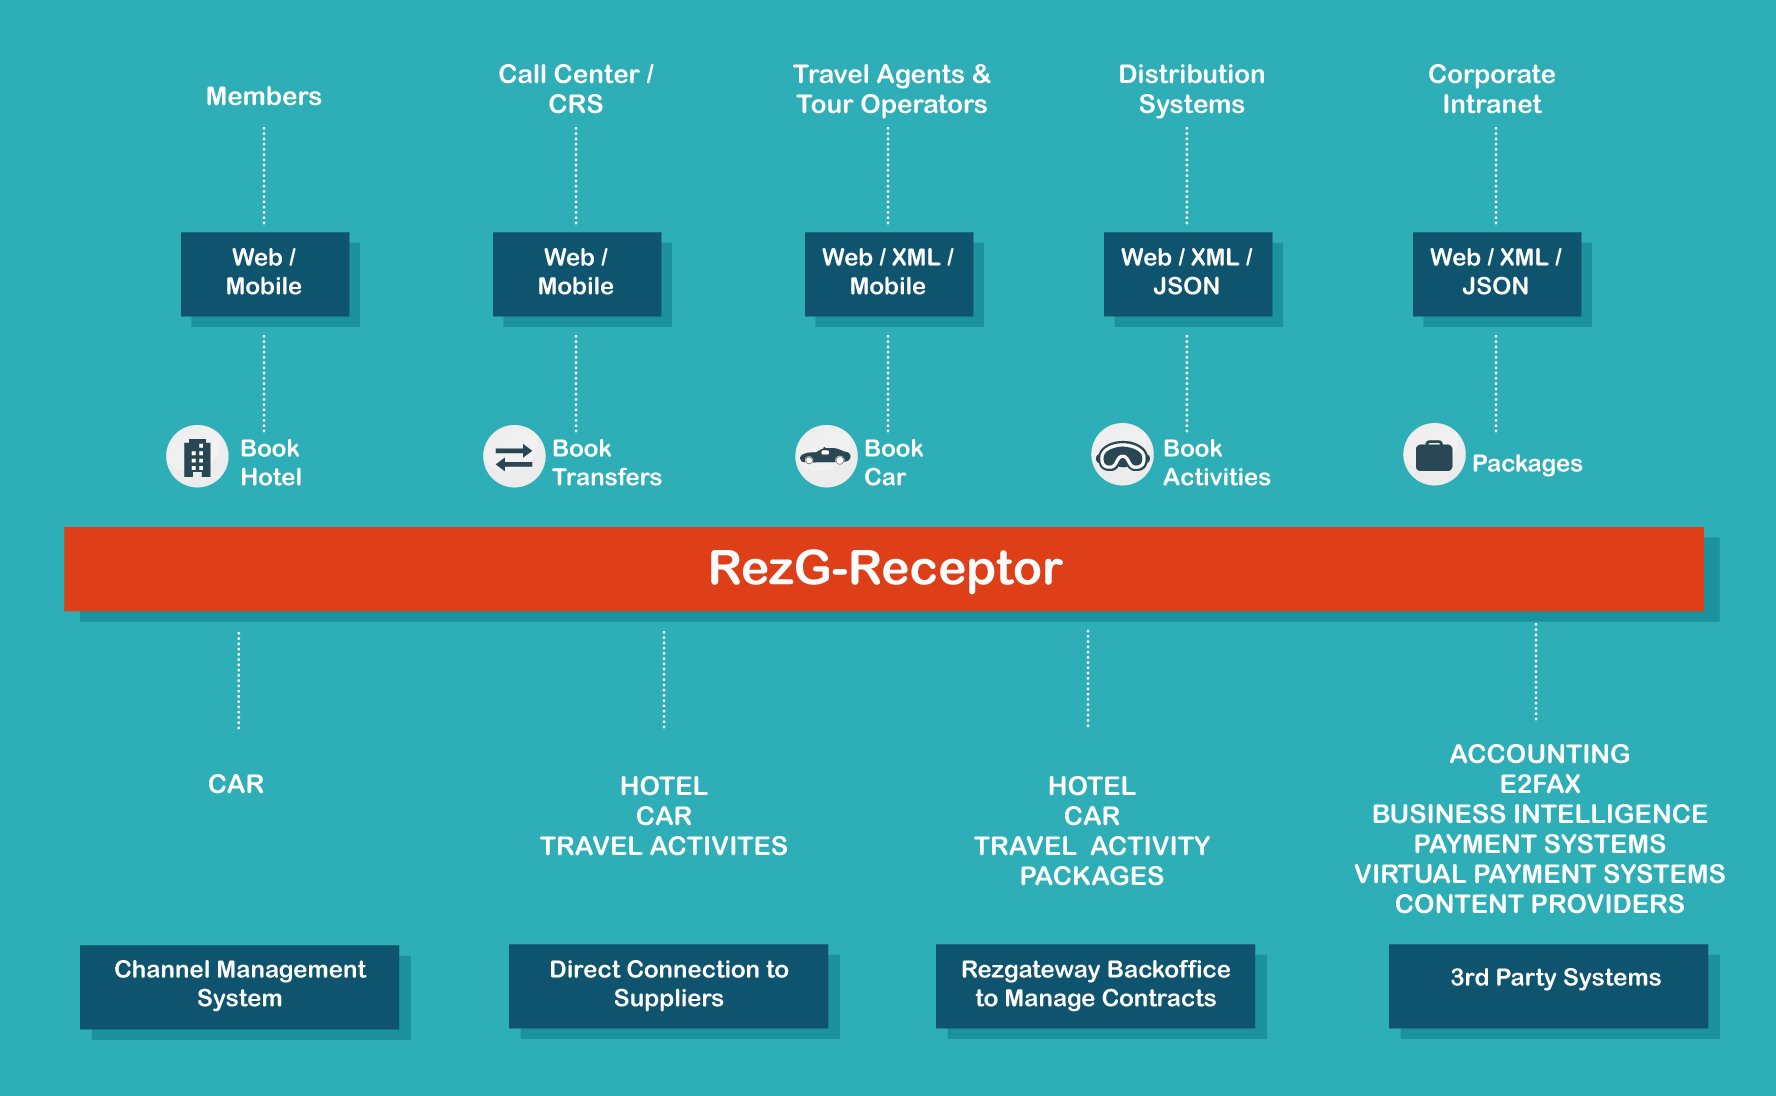 Members
Call Center /
CRS
Travel Agents &
Tour Operators
Distribution
Systems
Corporate
Intranet
Web /
Mobile
Web /
Mobile
Web / XML /
Mobile
Web / XML /
JSON
Web / XML /
JSON
Book
Hotel
Book
Transfers
Book
Car
Book
Activities
Packages
RezG-Receptor
CAR
HOTEL
CAR
TRAVEL ACTIVITES
HOTEL
CAR
TRAVEL ACTIVITY
PACKAGES
ACCOUNTING
E2FAX
BUSINESS INTELLIGENCE
PAYMENT SYSTEMS
VIRTUAL PAYMENT SYSTEMS
CONTENT PROVIDERS
Channel Management
System
Direct Connection to
Suppliers
Rezgateway Backoffice
to Manage Contracts
3rd Party Systems